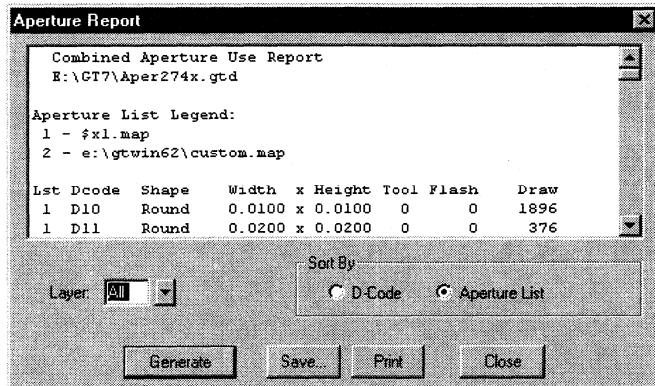 Aperture Report
Combined Aperture Use Report
E:\GT7\Aper274x.gtd
Aperture List Legend:
1 - $x1.map
2 - e:\gtwin62\custom.map
Lst Dcode Shape Width x Height Tool Flash Draw
1 D10 Round 0.0100 x 0.0100 0 0 1896
1 D11 Round 0.0200 x 0.0200 0 0 376
Sort By
Layer: All
D-Code Aperture List
Generate Save... Print Close